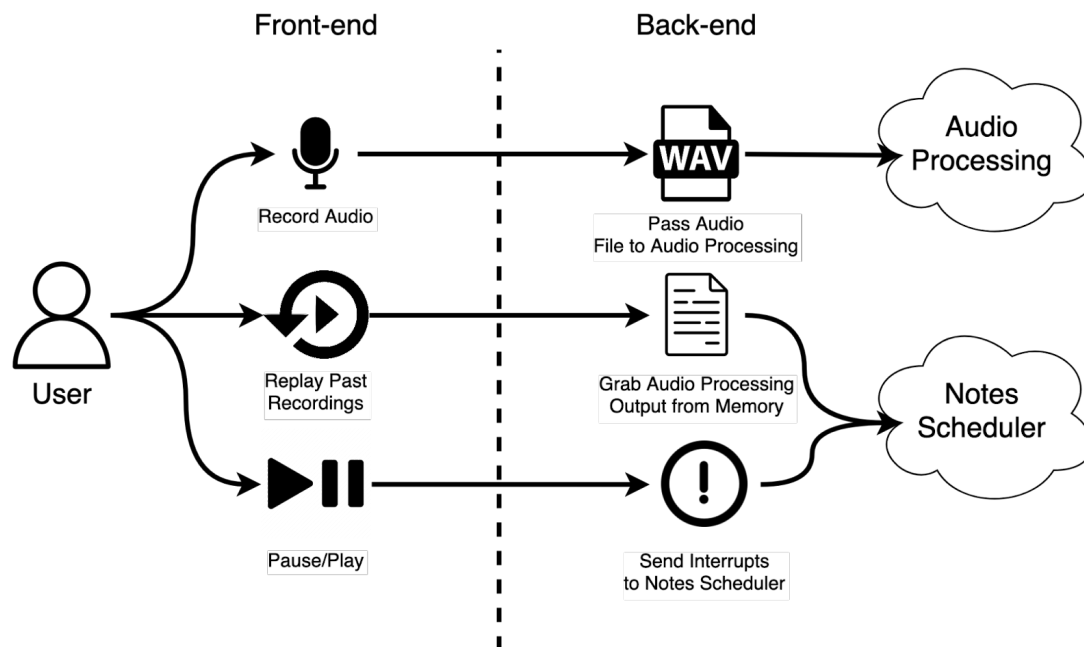 Front-end
Back-end
Record Audio
WAV
Pass Audio
File to Audio Processing
Audio
Processing
User
Replay Past
Recordings
Grab Audio Processing
Output from Memory
Notes
Scheduler
Pause/Play
Send Interrupts
to Notes Scheduler